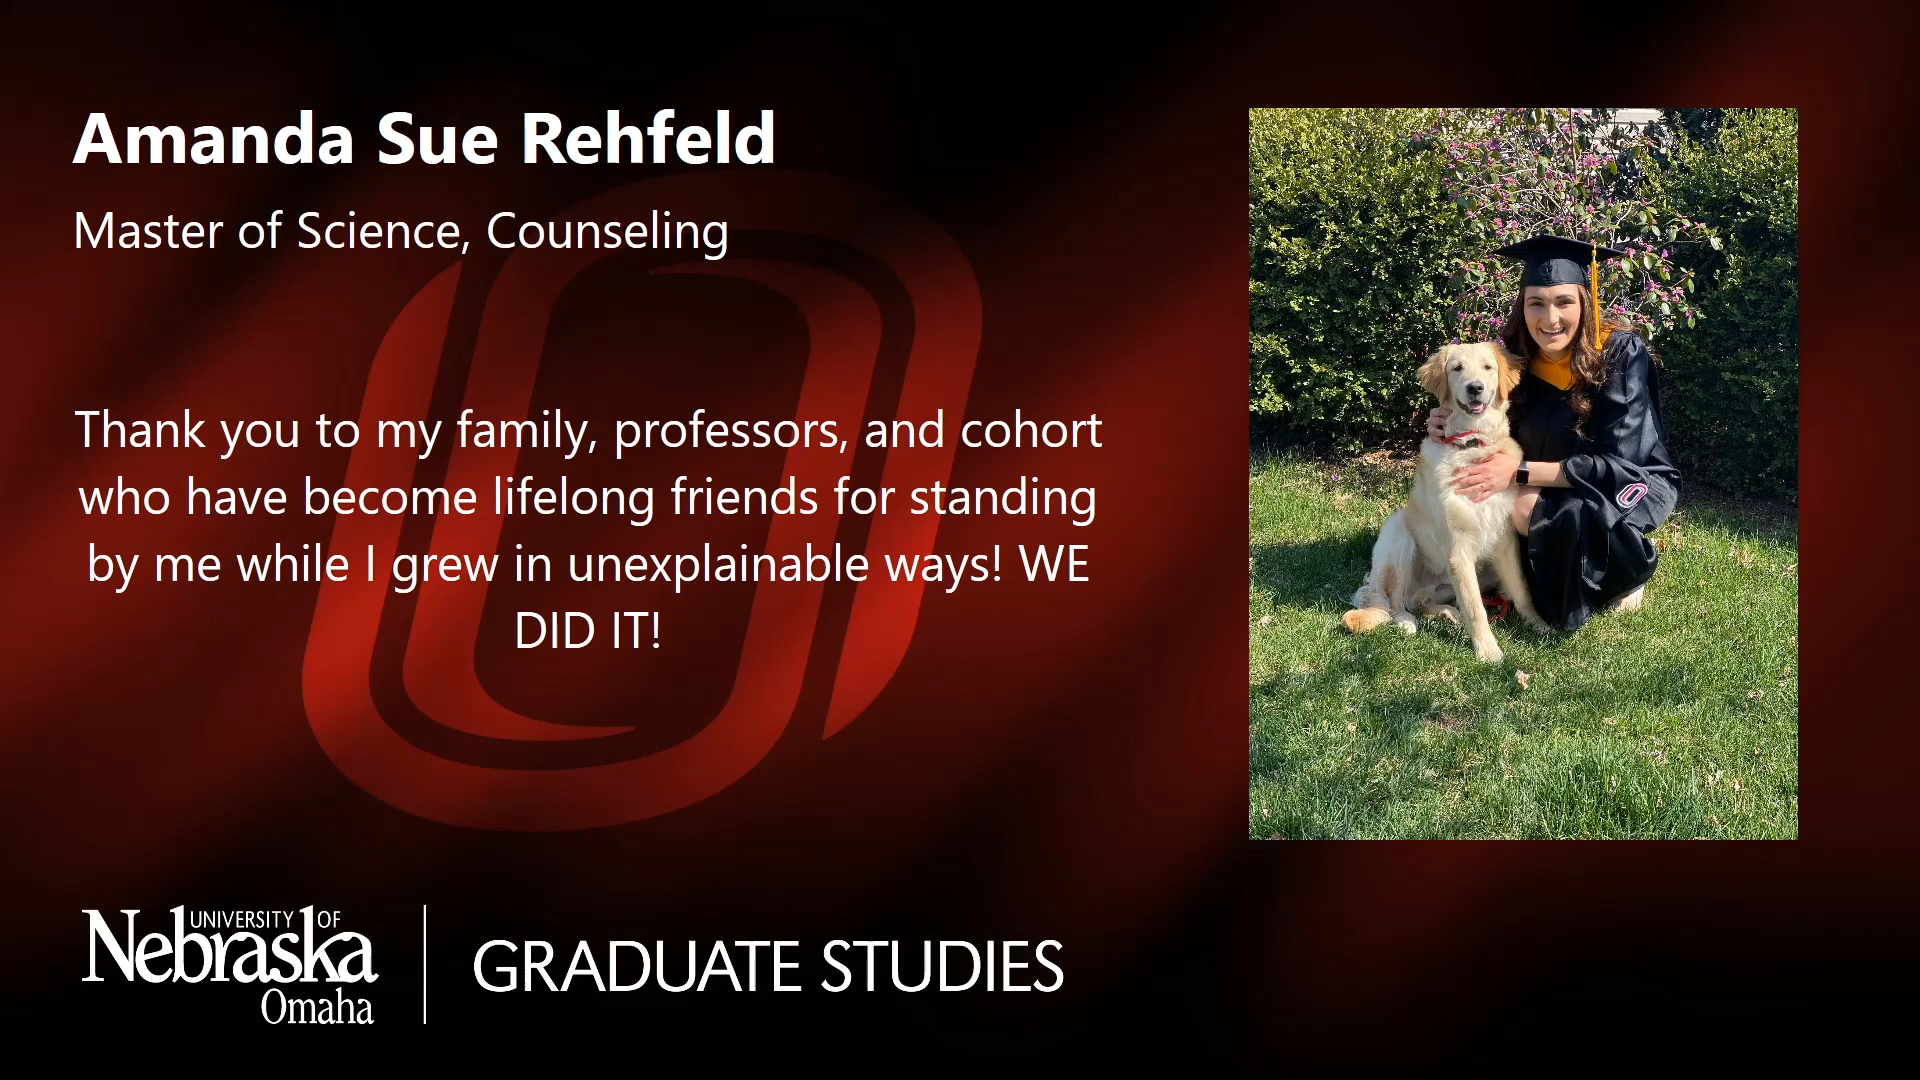 Amanda Sue Rehfeld
Master of Science, Counseling
Thank you to my family, professors, and cohort
who have become lifelong friends for standing
by me while I grew in unexplainable ways! WE
DID IT!
UNIVERSITY OF
Nebraska
Omaha
GRADUATE STUDIES